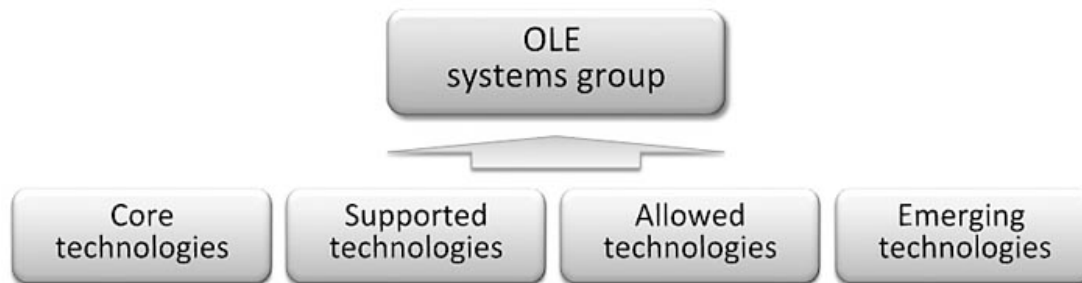 OLE
systems group
Core
technologies
Supported
technologies
Allowed
technologies
Emerging
technologies